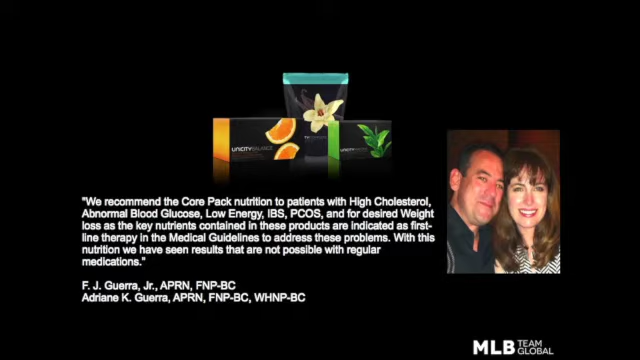 UNICITY BALANCE
"We recommend the Core Pack nutrition to patients with High Cholesterol,
Abnormal Blood Glucose, Low Energy, IBS, PCOS, and for desired Weight
loss as the key nutrients contained in these products are indicated as first-
line therapy in the Medical Guidelines to address these problems. With this
nutrition we have seen results that are not possible with regular
medications."
F. J. Guerra, Jr., APRN, FNP-BC
Adriane K. Guerra, APRN, FNP-BC, WHNP-BC
MLB TEAM
GLOBAL